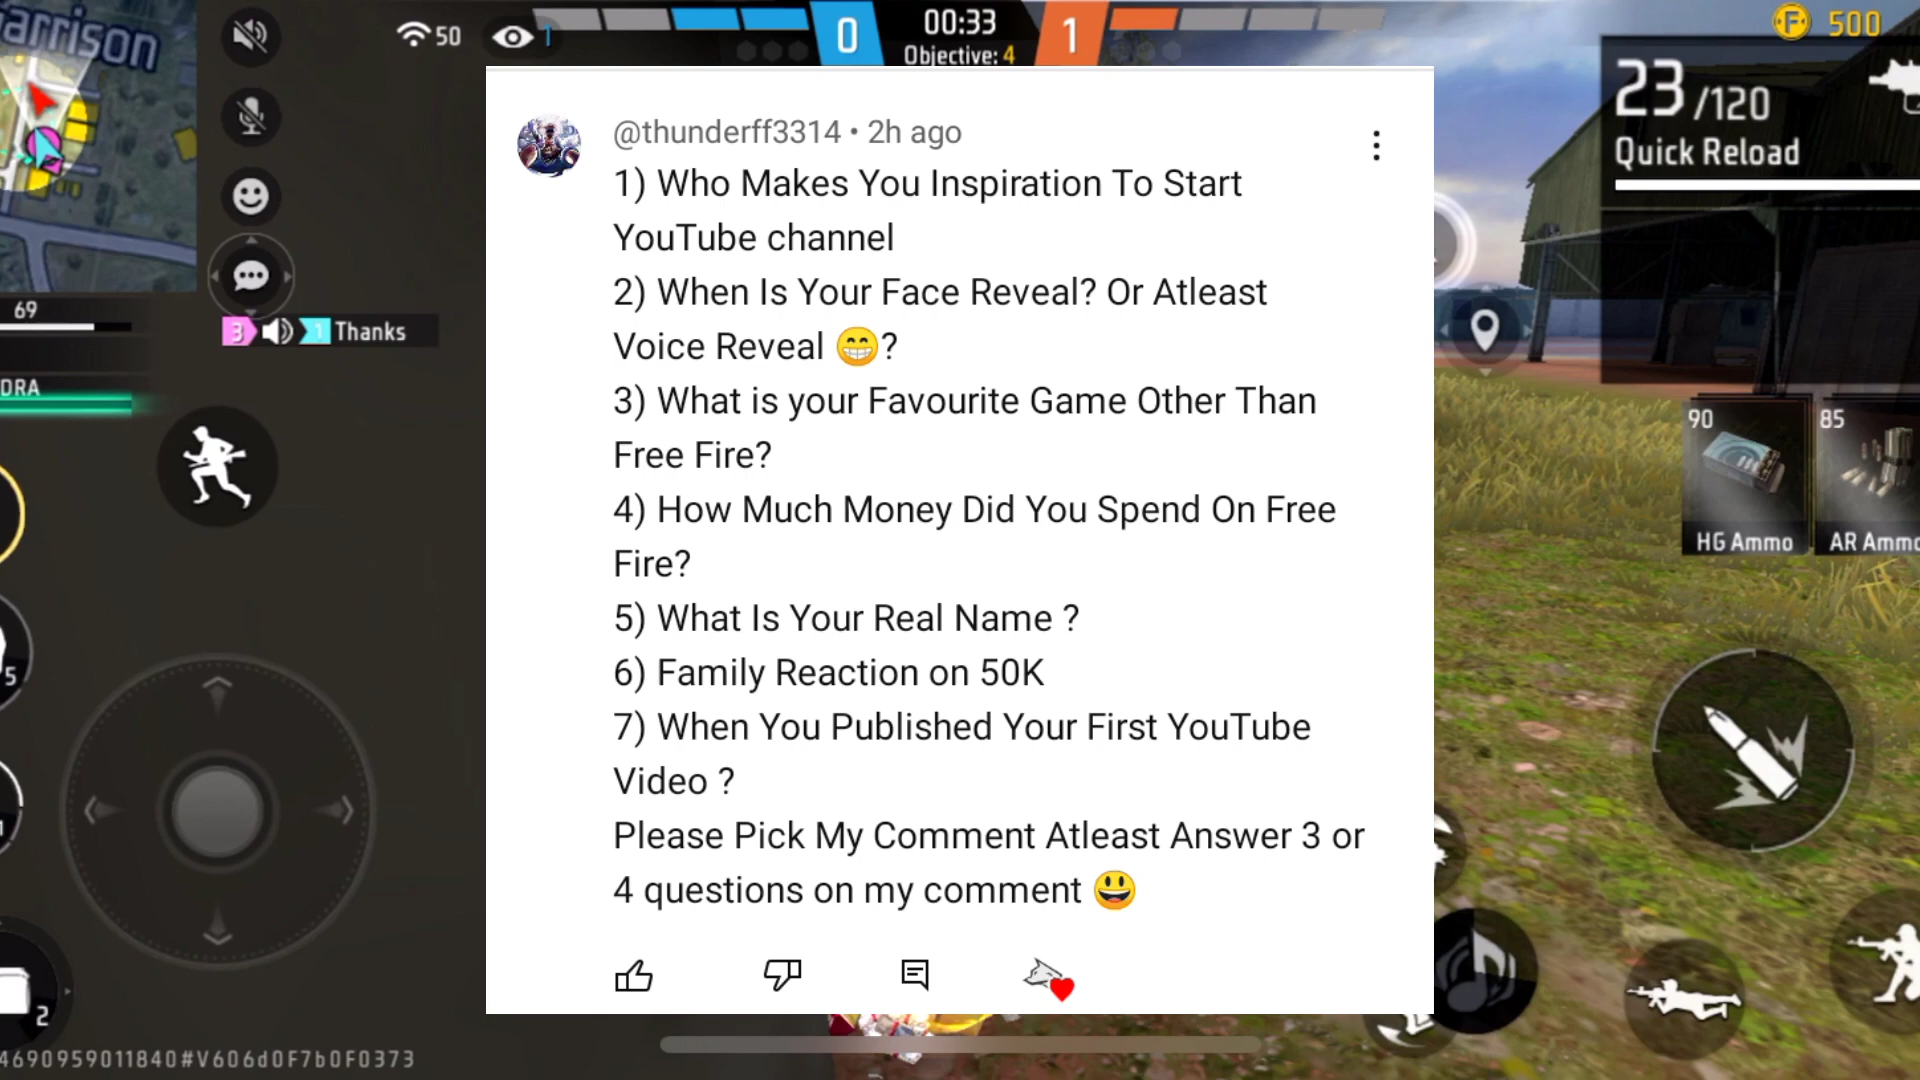 arrison
50
1
0
00:33
Objective: 4
1
500
23/120
Quick Reload
69
3 1 Thanks
DRA
@thunderff3314 • 2h ago
1) Who Makes You Inspiration To Start
YouTube channel
2) When Is Your Face Reveal? Or Atleast
Voice Reveal 😁?
3) What is your Favourite Game Other Than
Free Fire?
4) How Much Money Did You Spend On Free
Fire?
5) What Is Your Real Name ?
6) Family Reaction on 50K
7) When You Published Your First YouTube
Video ?
Please Pick My Comment Atleast Answer 3 or
4 questions on my comment 😃
90
85
HG Ammo
AR Ammo
5
2
4690959011840#V606d0F7b0F0373